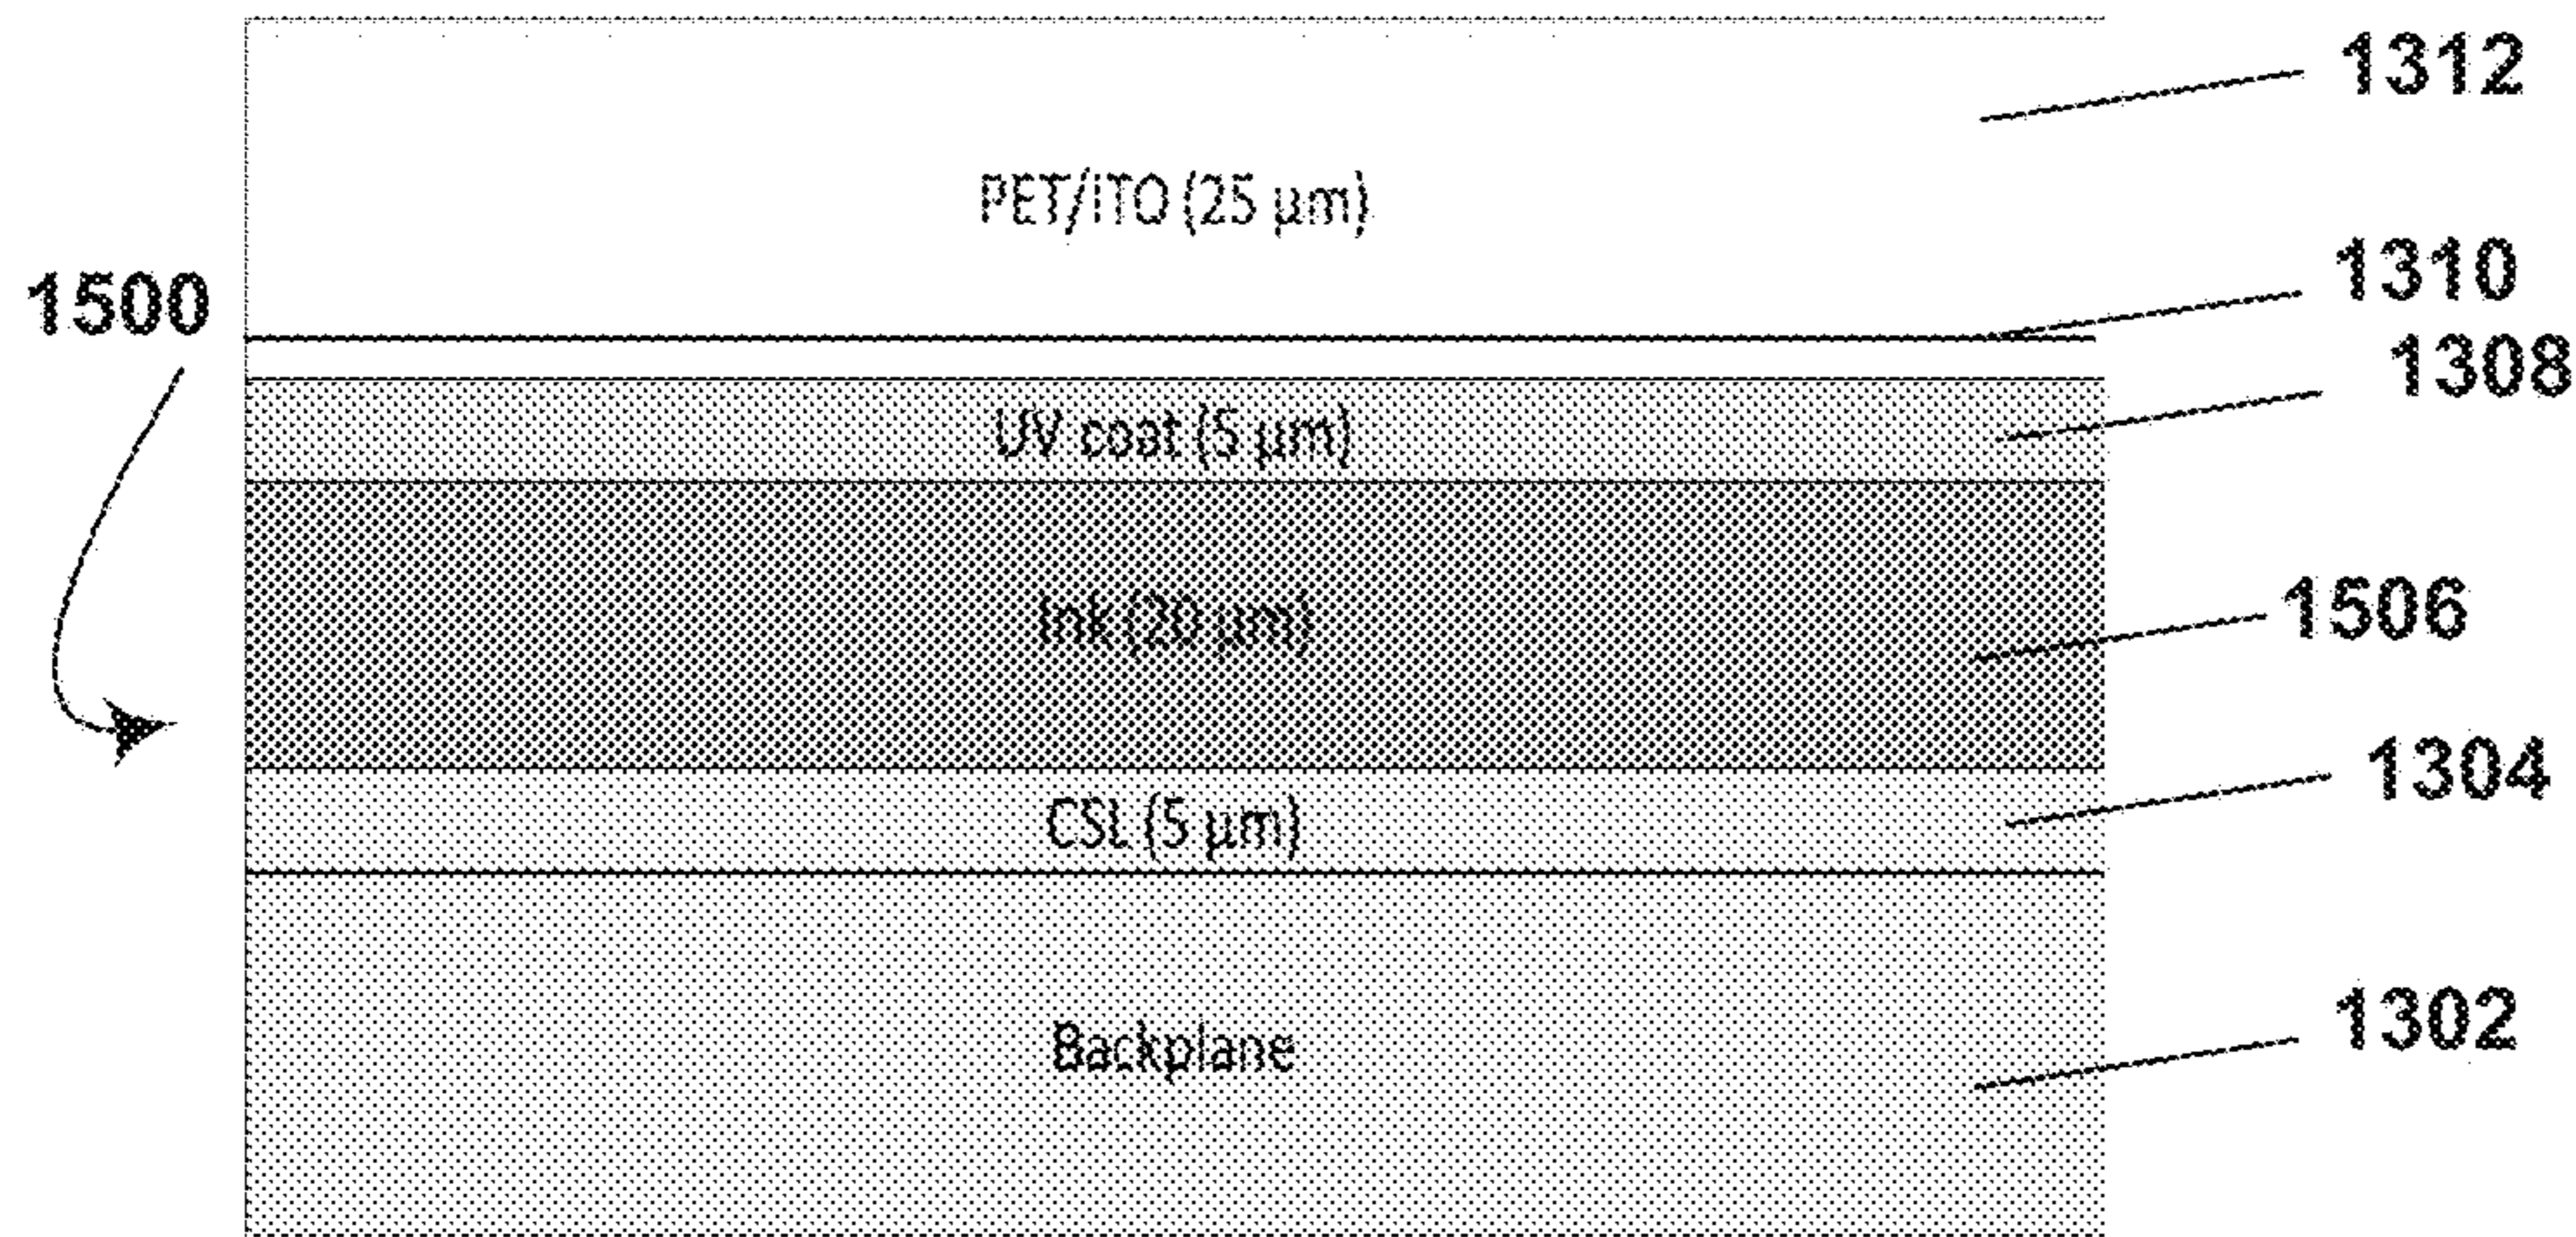 1312
PET/ITO (25 µm)
1310
1500
1308
UV coat (5 µm)
1506
Ink (20 µm)
1304
CSL (5 µm)
1302
Backplane